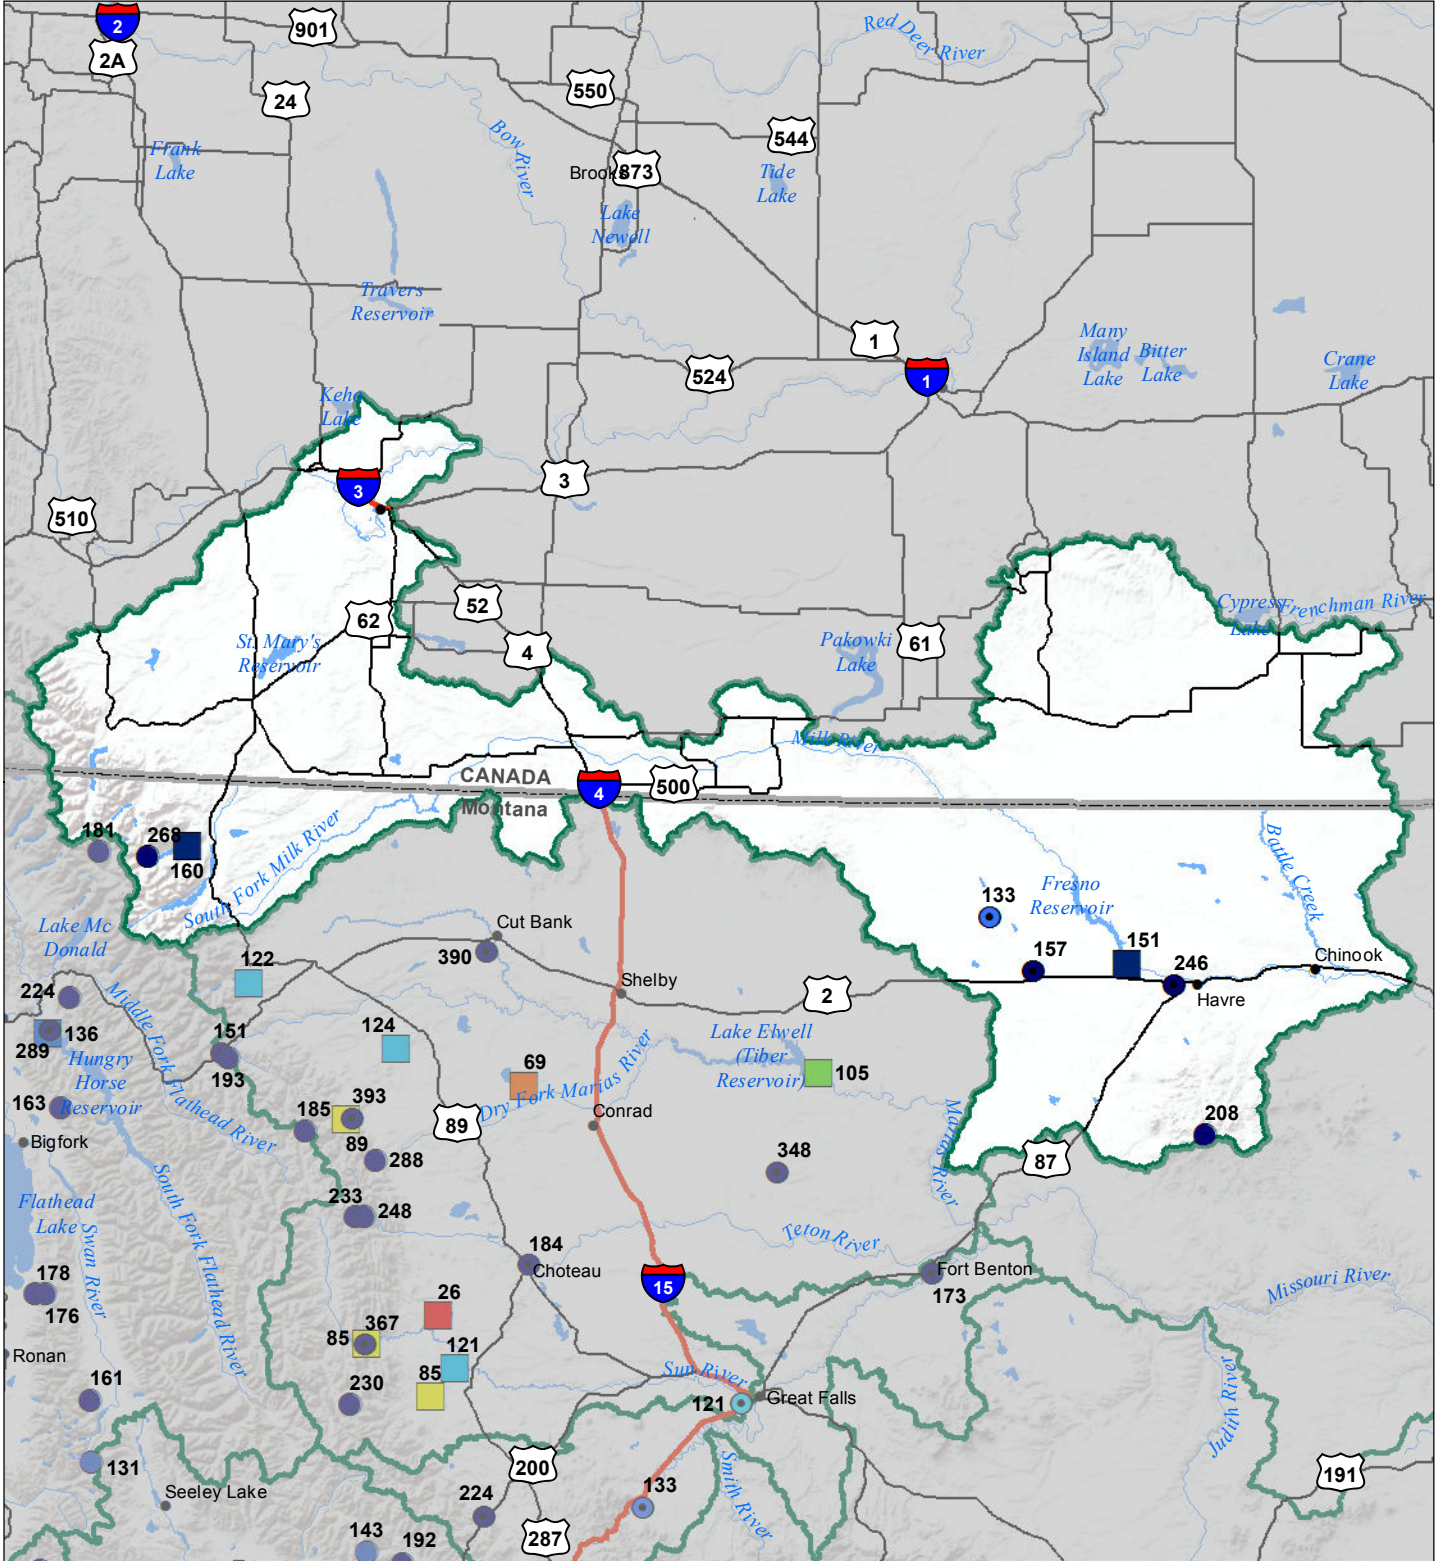 2
901
2A
Red Deer River
24
550
Bow River
544
Frank
Lake
Brooks
873
Tide
Lake
Lake
Newell
Travers
Reservoir
1
Many
Island
Lake
Bitter
Lake
Crane
Lake
524
1
Keho
Lake
3
3
510
52
62
Cypress
Lake
Frenchman River
St. Mary's
Reservoir
4
Pakowki
Lake
61
Milk River
CANADA
Montana
4
500
181
268
160
South Fork Milk River
Battle Creek
Fresno
Reservoir
133
Lake Mc
Donald
Cut Bank
390
157
151
246
Chinook
Havre
122
224
Shelby
2
Middle Fork Flathead River
136
289
151
193
124
Lake Elwell
(Tiber
Reservoir)
105
Hungry
Horse
Reservoir
69
Dry Fork Marias River
163
185
393
89
89
Conrad
Marias River
208
Bigfork
288
348
87
South Fork Flathead River
233
248
Flathead
Lake
Swan River
Teton River
184
Choteau
Fort Benton
173
15
178
176
26
Missouri River
85
367
121
85
Ronan
Sun River
161
230
121
Great Falls
Judith River
131
200
Smith River
191
Seeley Lake
224
133
287
143
192